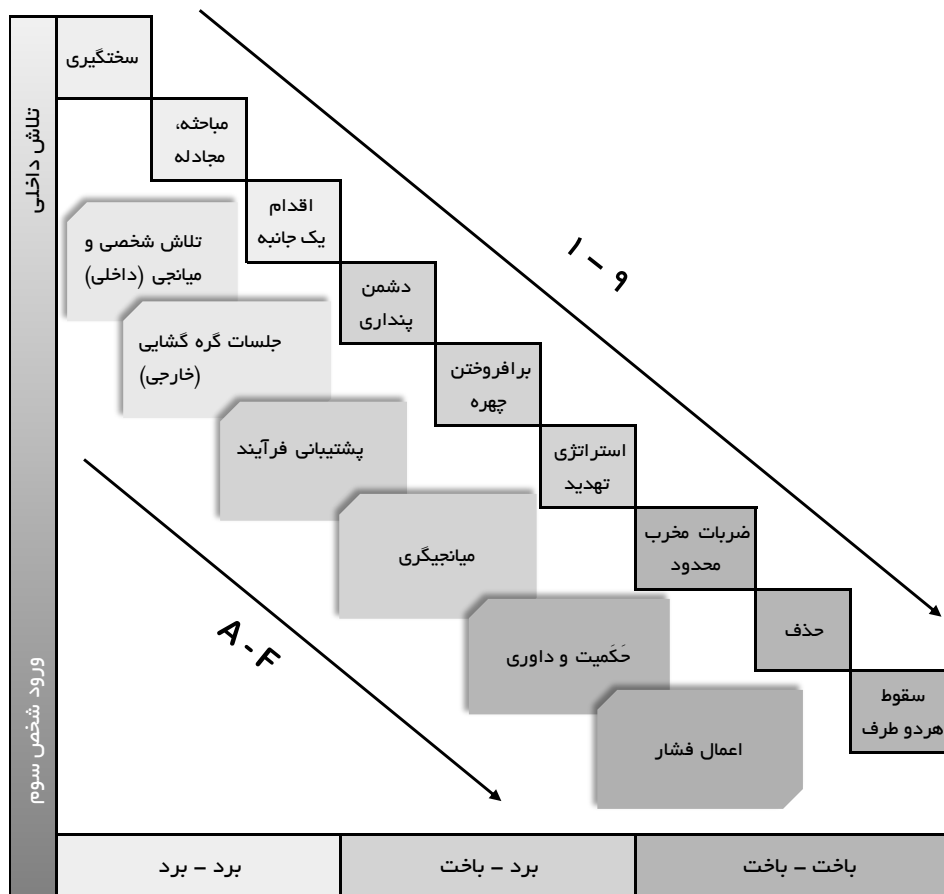 سختگیری
مباحثه،
مجادله
اقدام
یک جانبه
دشمن
پنداری
برافروختن
چهره
استراتژی
تهدید
ضربات مخرب
محدود
حذف
سقوط
هردو طرف
۱ - ۹
تلاش شخصی و
میانجی (داخلی)
جلسات گره گشایی
(خارجی)
پشتیبانی فرآیند
میانجیگری
حَکَمیت و داوری
اعمال فشار
A - F
تلاش داخلی
ورود شخص سوم
برد - برد
برد - باخت
باخت - باخت